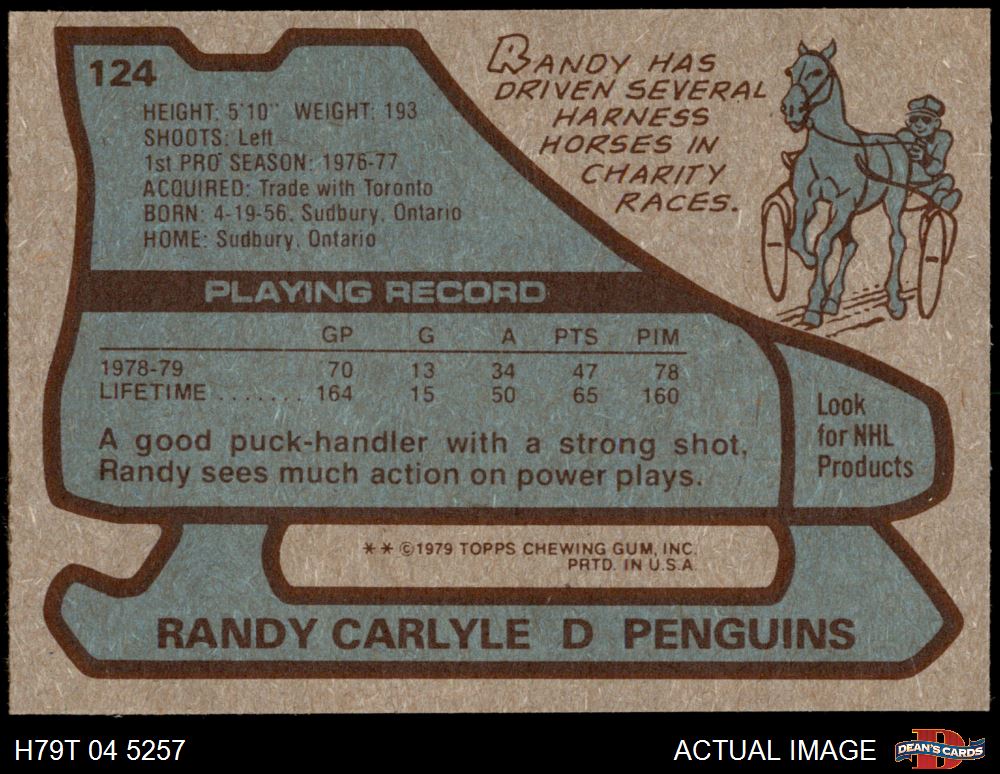 124
HEIGHT: 5'10" WEIGHT: 193
SHOOTS: Left
1st PRO SEASON: 1976-77
ACQUIRED: Trade with Toronto
BORN: 4-19-56, Sudbury, Ontario
HOME: Sudbury, Ontario
RANDY HAS
DRIVEN SEVERAL
HARNESS
HORSES IN
CHARITY
RACES.
PLAYING RECORD
GP G A PTS PIM
1978-79 70 13 34 47 78
LIFETIME ....... 164 15 50 65 160
A good puck-handler with a strong shot,
Randy sees much action on power plays.
Look
for NHL
Products
** ©1979 TOPPS CHEWING GUM, INC.
PRTD. IN U.S.A.
RANDY CARLYLE D PENGUINS
H79T 04 5257
ACTUAL IMAGE
D
DEAN'S CARDS